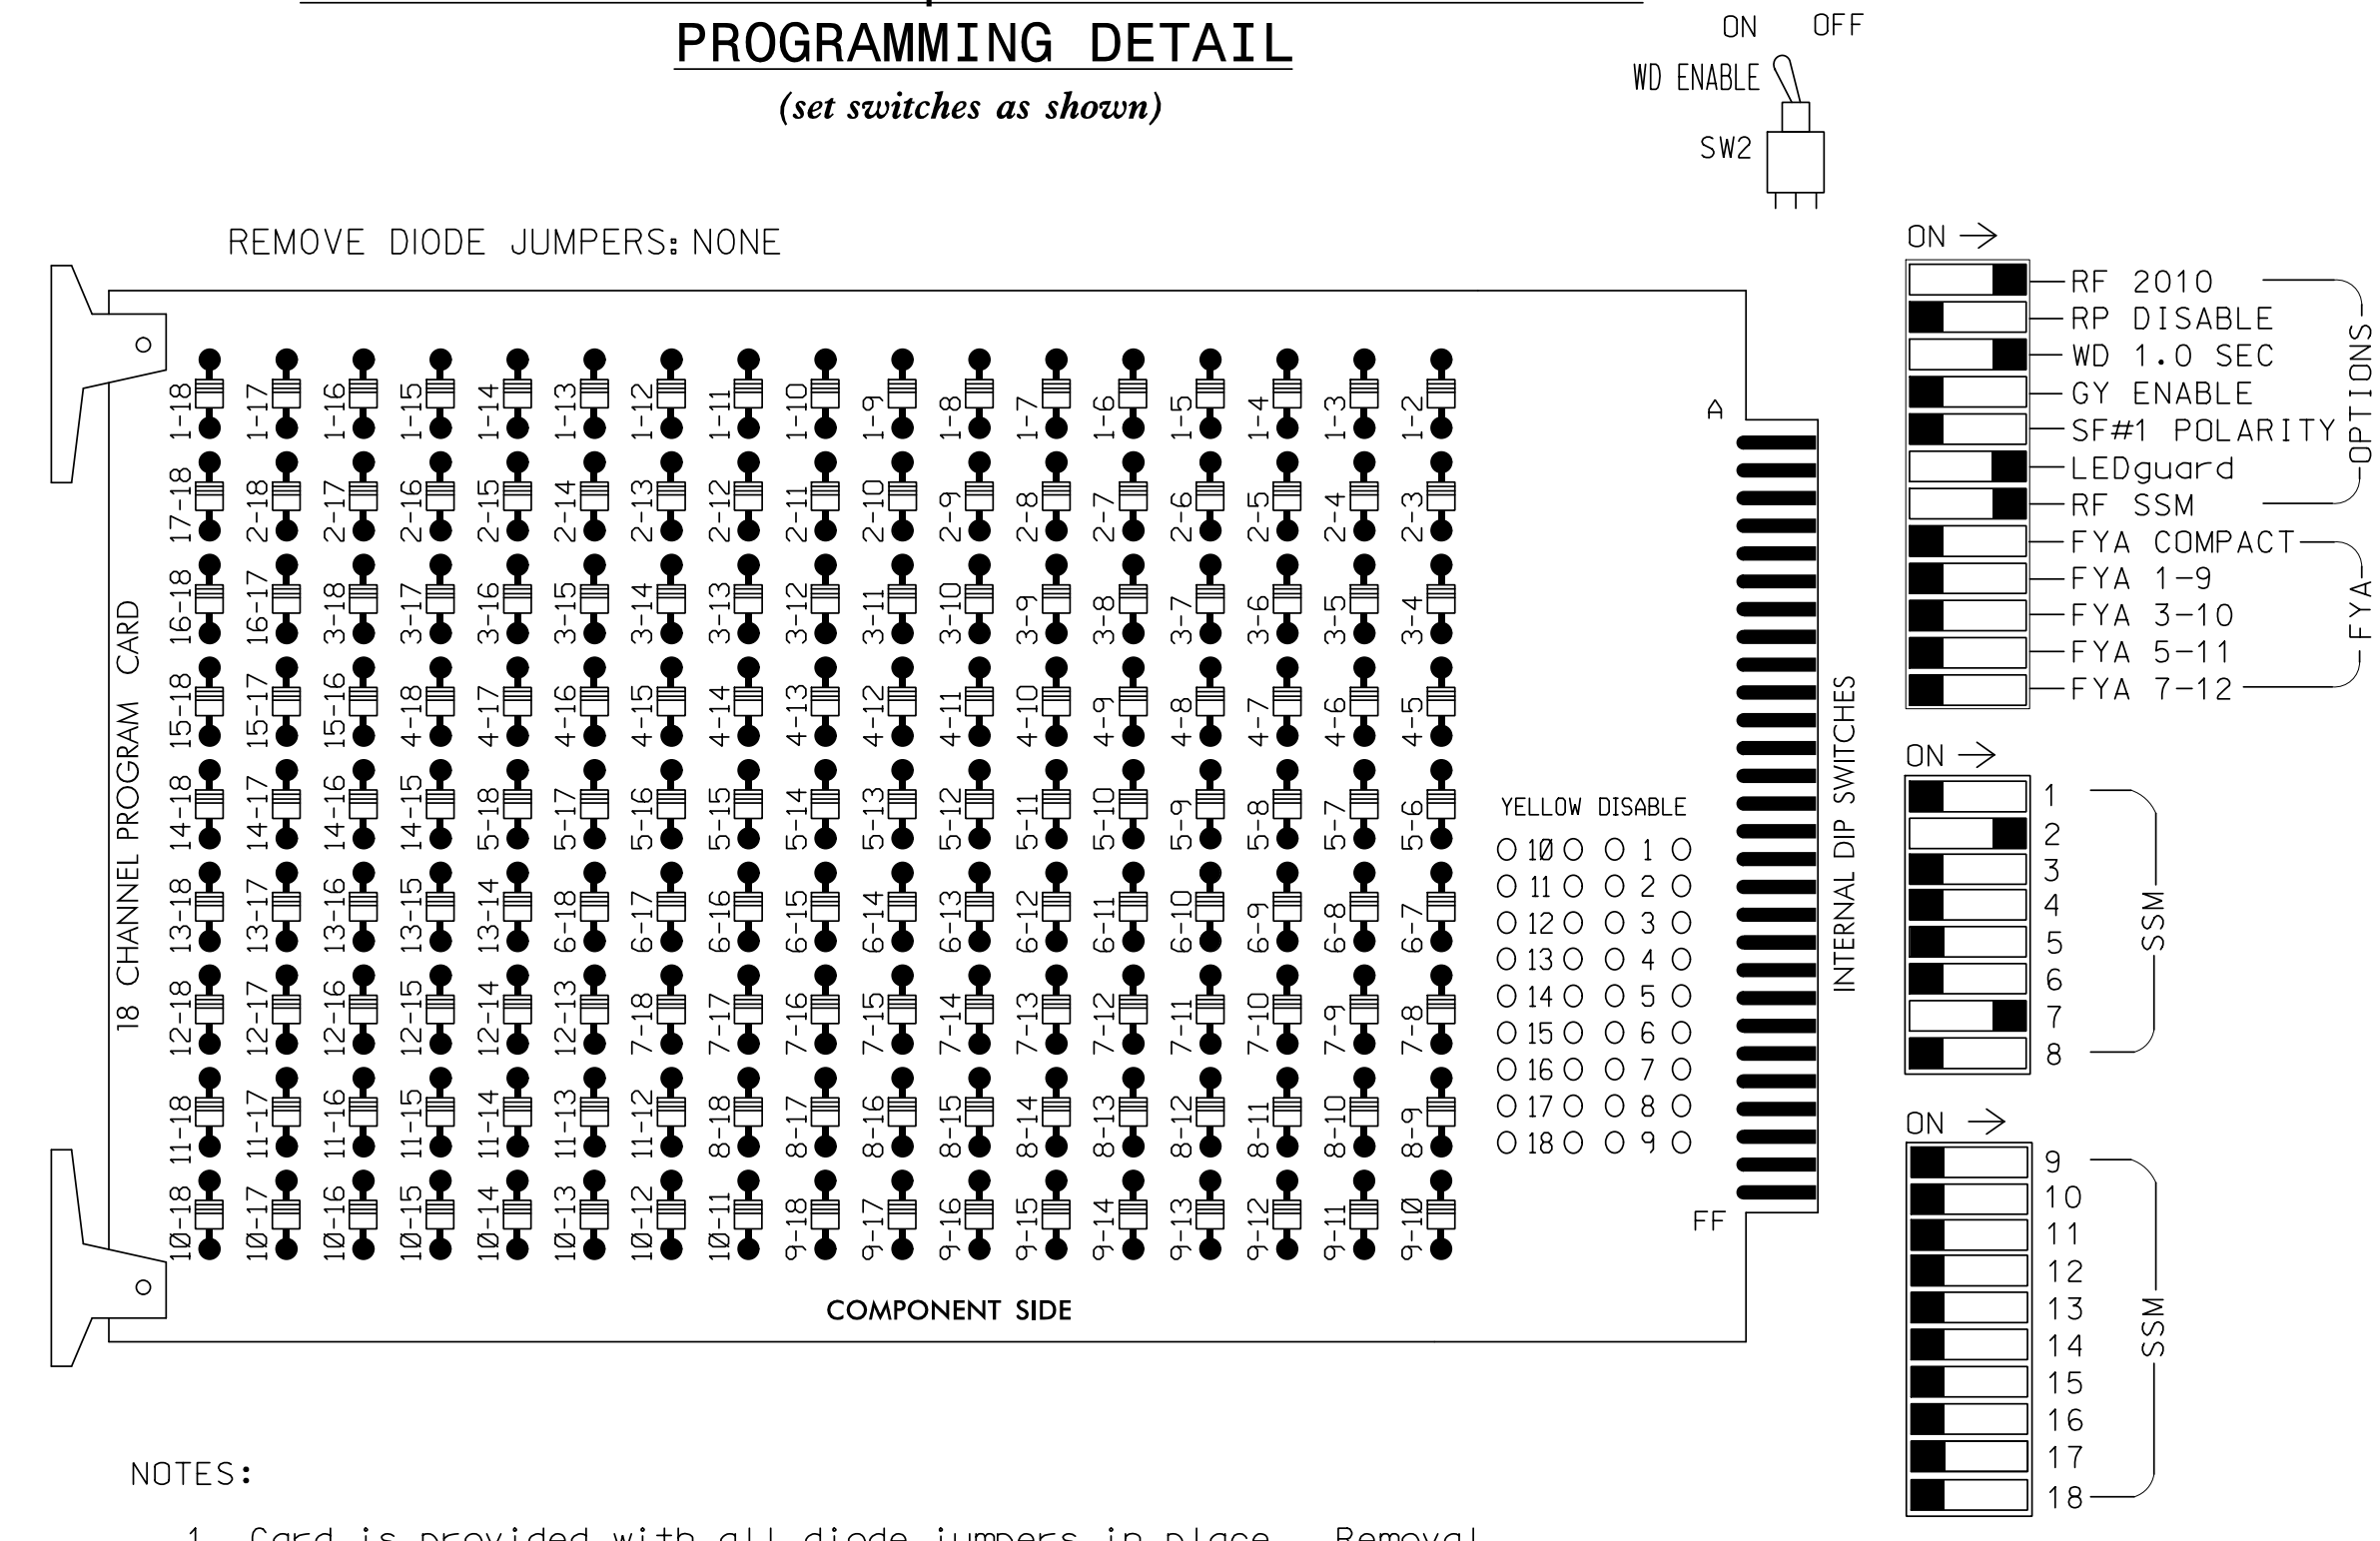 PROGRAMMING DETAIL
(set switches as shown)
ON OFF
WD ENABLE
SW2
REMOVE DIODE JUMPERS: NONE
18 CHANNEL PROGRAM CARD
1-18 1-17 1-16 1-15 1-14 1-13 1-12 1-11 1-10 1-9 1-8 1-7 1-6 1-5 1-4 1-3 1-2
17-18 2-18 2-17 2-16 2-15 2-14 2-13 2-12 2-11 2-10 2-9 2-8 2-7 2-6 2-5 2-4 2-3
16-18 16-17 3-18 3-17 3-16 3-15 3-14 3-13 3-12 3-11 3-10 3-9 3-8 3-7 3-6 3-5 3-4
15-18 15-17 15-16 4-18 4-17 4-16 4-15 4-14 4-13 4-12 4-11 4-10 4-9 4-8 4-7 4-6 4-5
14-18 14-17 14-16 14-15 5-18 5-17 5-16 5-15 5-14 5-13 5-12 5-11 5-10 5-9 5-8 5-7 5-6
13-18 13-17 13-16 13-15 13-14 6-18 6-17 6-16 6-15 6-14 6-13 6-12 6-11 6-10 6-9 6-8 6-7
12-18 12-17 12-16 12-15 12-14 12-13 7-18 7-17 7-16 7-15 7-14 7-13 7-12 7-11 7-10 7-9 7-8
11-18 11-17 11-16 11-15 11-14 11-13 11-12 8-18 8-17 8-16 8-15 8-14 8-13 8-12 8-11 8-10 8-9
10-18 10-17 10-16 10-15 10-14 10-13 10-12 10-11 9-18 9-17 9-16 9-15 9-14 9-13 9-12 9-11 9-10
COMPONENT SIDE
A
YELLOW DISABLE
10 1
11 2
12 3
13 4
14 5
15 6
16 7
17 8
18 9
FF
INTERNAL DIP SWITCHES
ON
RF 2010
RP DISABLE
WD 1.0 SEC
GY ENABLE
SF#1 POLARITY
LEDguard
RF SSM
OPTIONS
FYA COMPACT
FYA 1-9
FYA 3-10
FYA 5-11
FYA 7-12
FYA
ON
1
2
3
4
5
6
7
8
SSM
ON
9
10
11
12
13
14
15
16
17
18
SSM
NOTES:
1. Card is provided with all diode jumpers in place. Removal